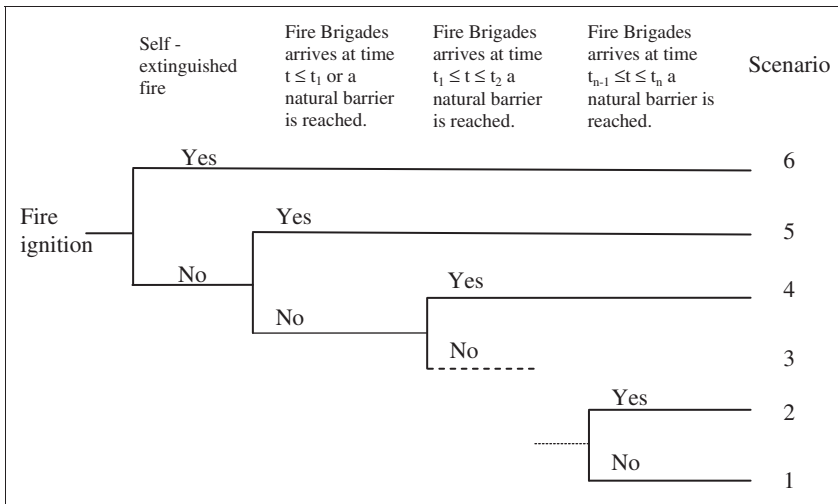 Self -
extinguished
fire
Fire Brigades
arrives at time
t ≤ t₁ or a
natural barrier
is reached.
Fire Brigades
arrives at time
t₁ ≤ t ≤ t₂ a
natural barrier
is reached.
Fire Brigades
arrives at time
tₙ₋₁ ≤t ≤ tₙ a
natural barrier is
reached.
Scenario
Yes
6
Fire
ignition
Yes
5
No
Yes
4
No
No
3
Yes
2
No
1